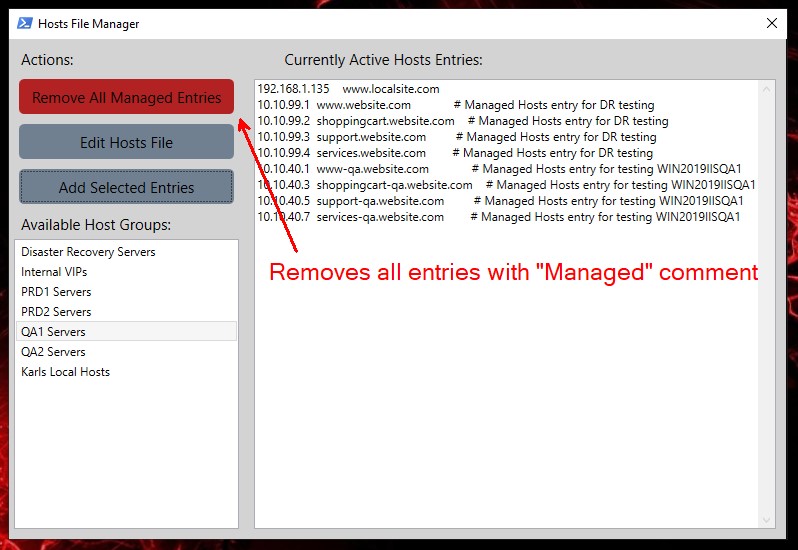 Hosts File Manager
Actions:
Currently Active Hosts Entries:
Remove All Managed Entries
Edit Hosts File
Add Selected Entries
Available Host Groups:
Disaster Recovery Servers
Internal VIPs
PRD1 Servers
PRD2 Servers
QA1 Servers
QA2 Servers
Karls Local Hosts
192.168.1.135 www.localsite.com
10.10.99.1 www.website.com # Managed Hosts entry for DR testing
10.10.99.2 shoppingcart.website.com # Managed Hosts entry for DR testing
10.10.99.3 support.website.com # Managed Hosts entry for DR testing
10.10.99.4 services.website.com # Managed Hosts entry for DR testing
10.10.40.1 www-qa.website.com # Managed Hosts entry for testing WIN2019IISQA1
10.10.40.3 shoppingcart-qa.website.com # Managed Hosts entry for testing WIN2019IISQA1
10.10.40.5 support-qa.website.com # Managed Hosts entry for testing WIN2019IISQA1
10.10.40.7 services-qa.website.com # Managed Hosts entry for testing WIN2019IISQA1
Removes all entries with "Managed" comment